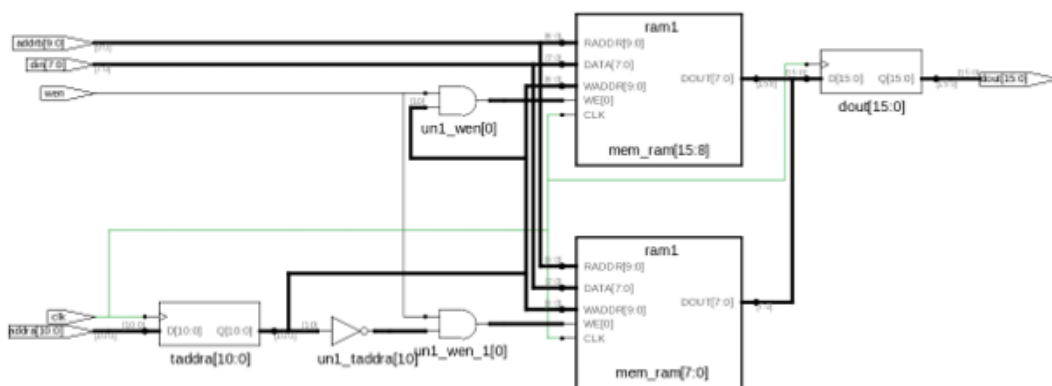 ram1
addrb[9:0]
RADDR[9:0]
din[7:0]
DATA[7:0]
WADDR[9:0]
DOUT[7:0]
D[15:0]
Q[15:0]
dout[15:0]
wen
[10]
WE[0]
CLK
dout[15:0]
un1_wen[0]
mem_ram[15:8]
ram1
RADDR[9:0]
DATA[7:0]
DOUT[7:0]
WADDR[9:0]
clk
addra[10:0]
D[10:0]
Q[10:0]
[10]
WE[0]
CLK
taddra[10:0]
un1_taddra[10]
un1_wen_1[0]
mem_ram[7:0]